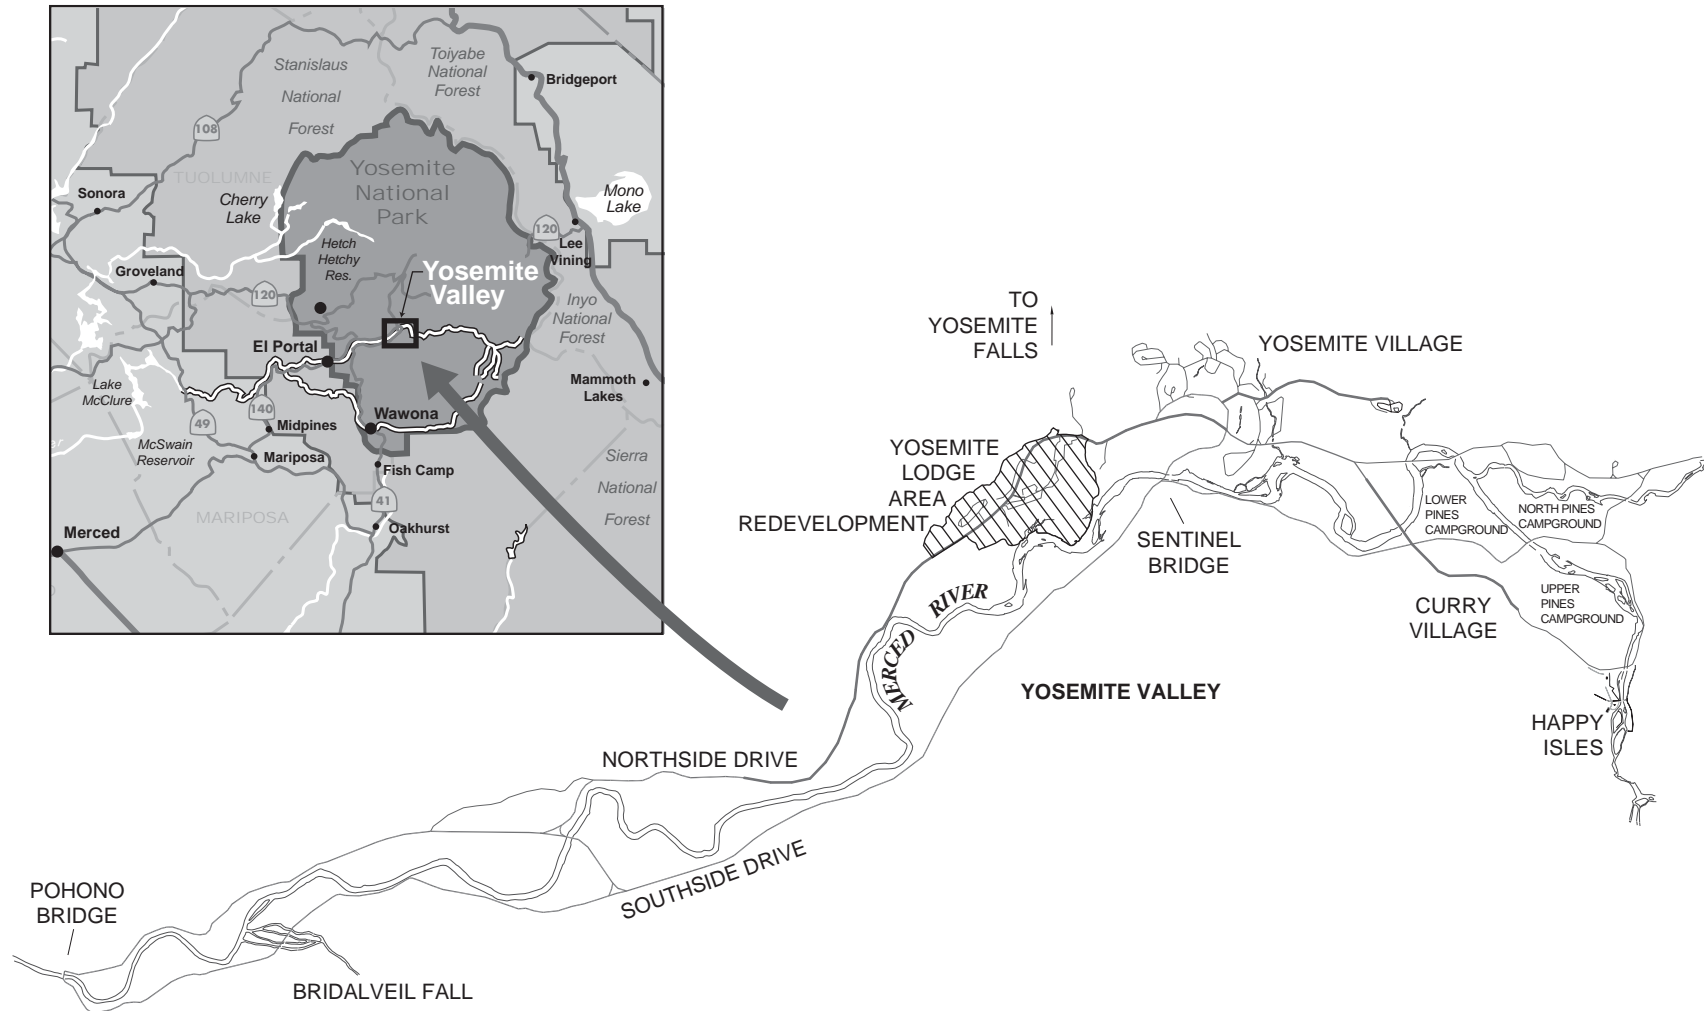 Stanislaus
National
Forest
Toiyabe
National
Forest
Bridgeport
108
TUOLUMNE
Yosemite
National
Park
Sonora
Cherry
Lake
Mono
Lake
120
Lee
Vining
Hetch
Hetchy
Res.
Groveland
120
Yosemite
Valley
Inyo
National
Forest
El Portal
Lake
McClure
Mammoth
Lakes
140
49
Wawona
Midpines
McSwain
Reservoir
Mariposa
Fish Camp
Sierra
National
Forest
41
MARIPOSA
Oakhurst
Merced
TO
YOSEMITE
FALLS
YOSEMITE VILLAGE
YOSEMITE
LODGE
AREA
REDEVELOPMENT
SENTINEL
BRIDGE
LOWER
PINES
CAMPGROUND
NORTH PINES
CAMPGROUND
UPPER
PINES
CAMPGROUND
CURRY
VILLAGE
MERCED RIVER
YOSEMITE VALLEY
HAPPY
ISLES
NORTHSIDE DRIVE
SOUTHSIDE DRIVE
POHONO
BRIDGE
BRIDALVEIL FALL